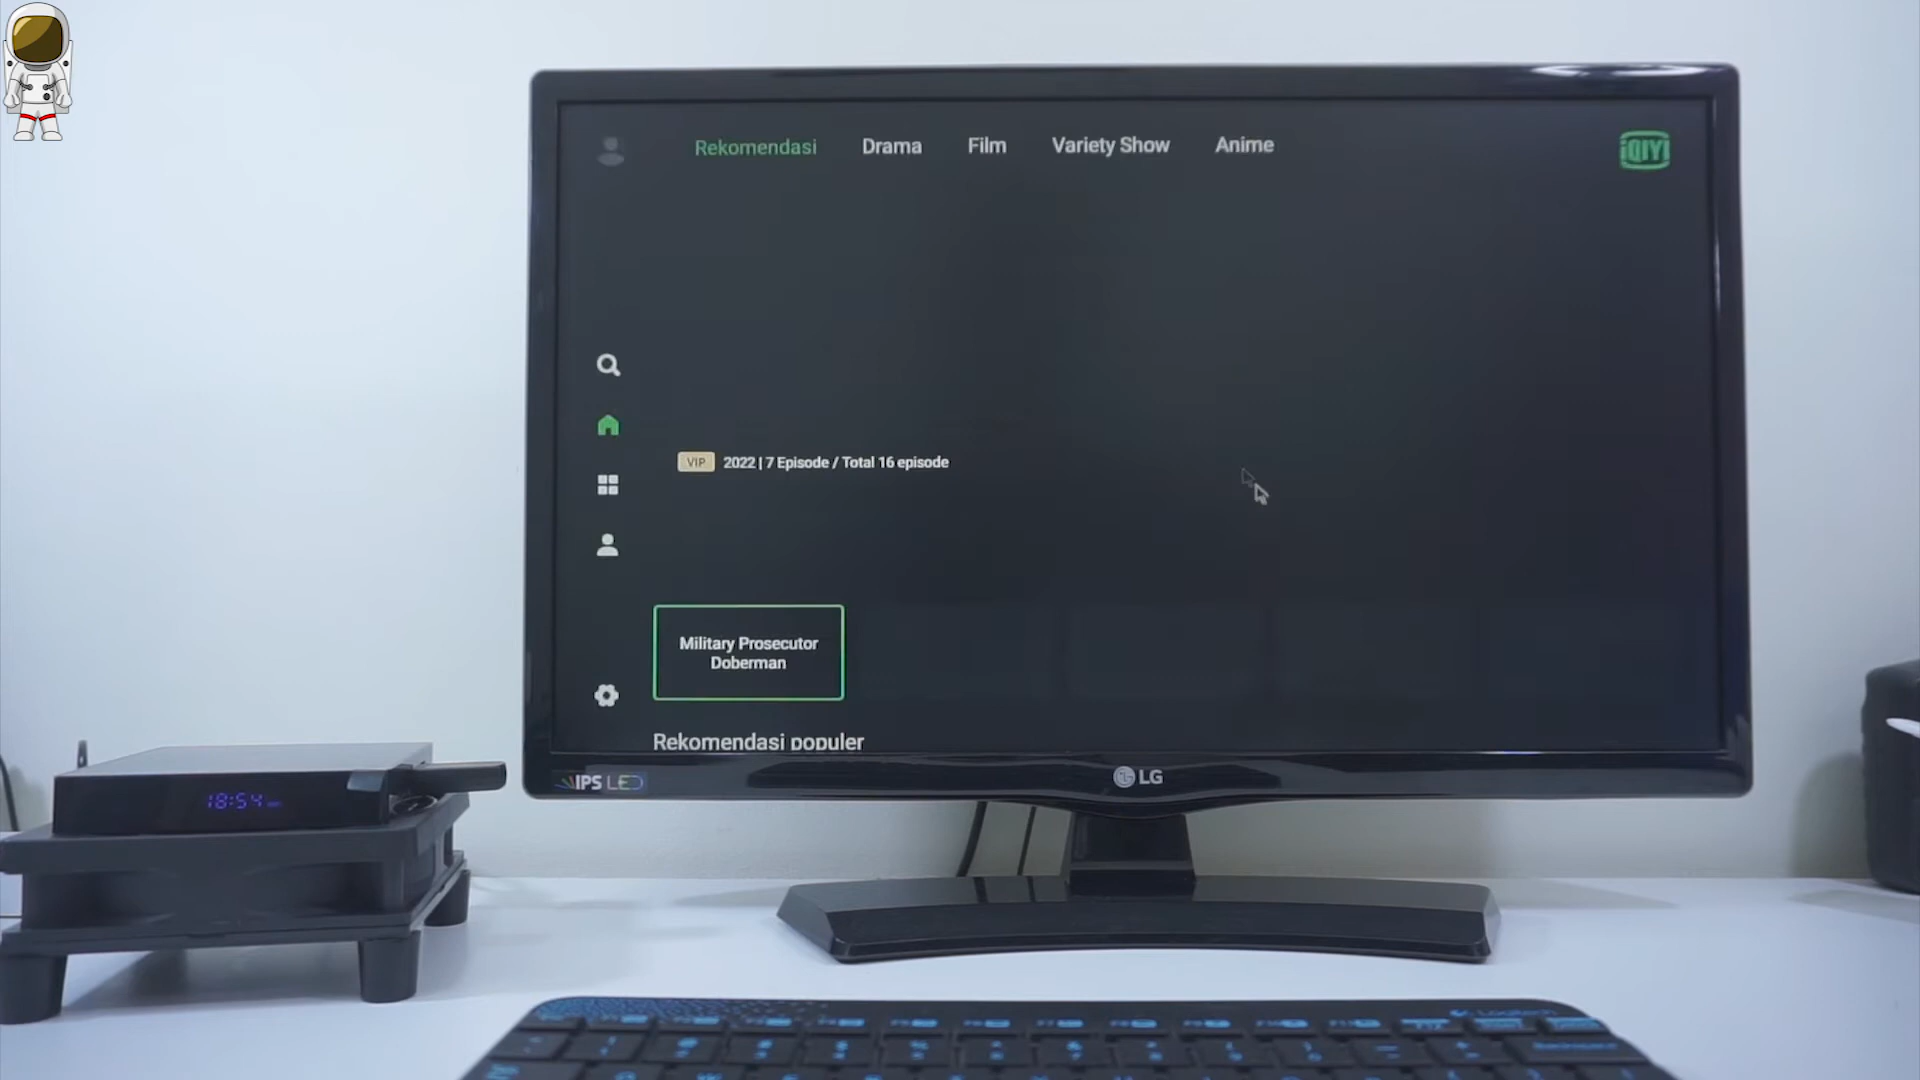 Rekomendasi Drama Film Variety Show Anime
iQIYI
VIP 2022 | 7 Episode / Total 16 episode
Military Prosecutor
Doberman
Rekomendasi populer
IPS LED
LG
18:54
Logitech